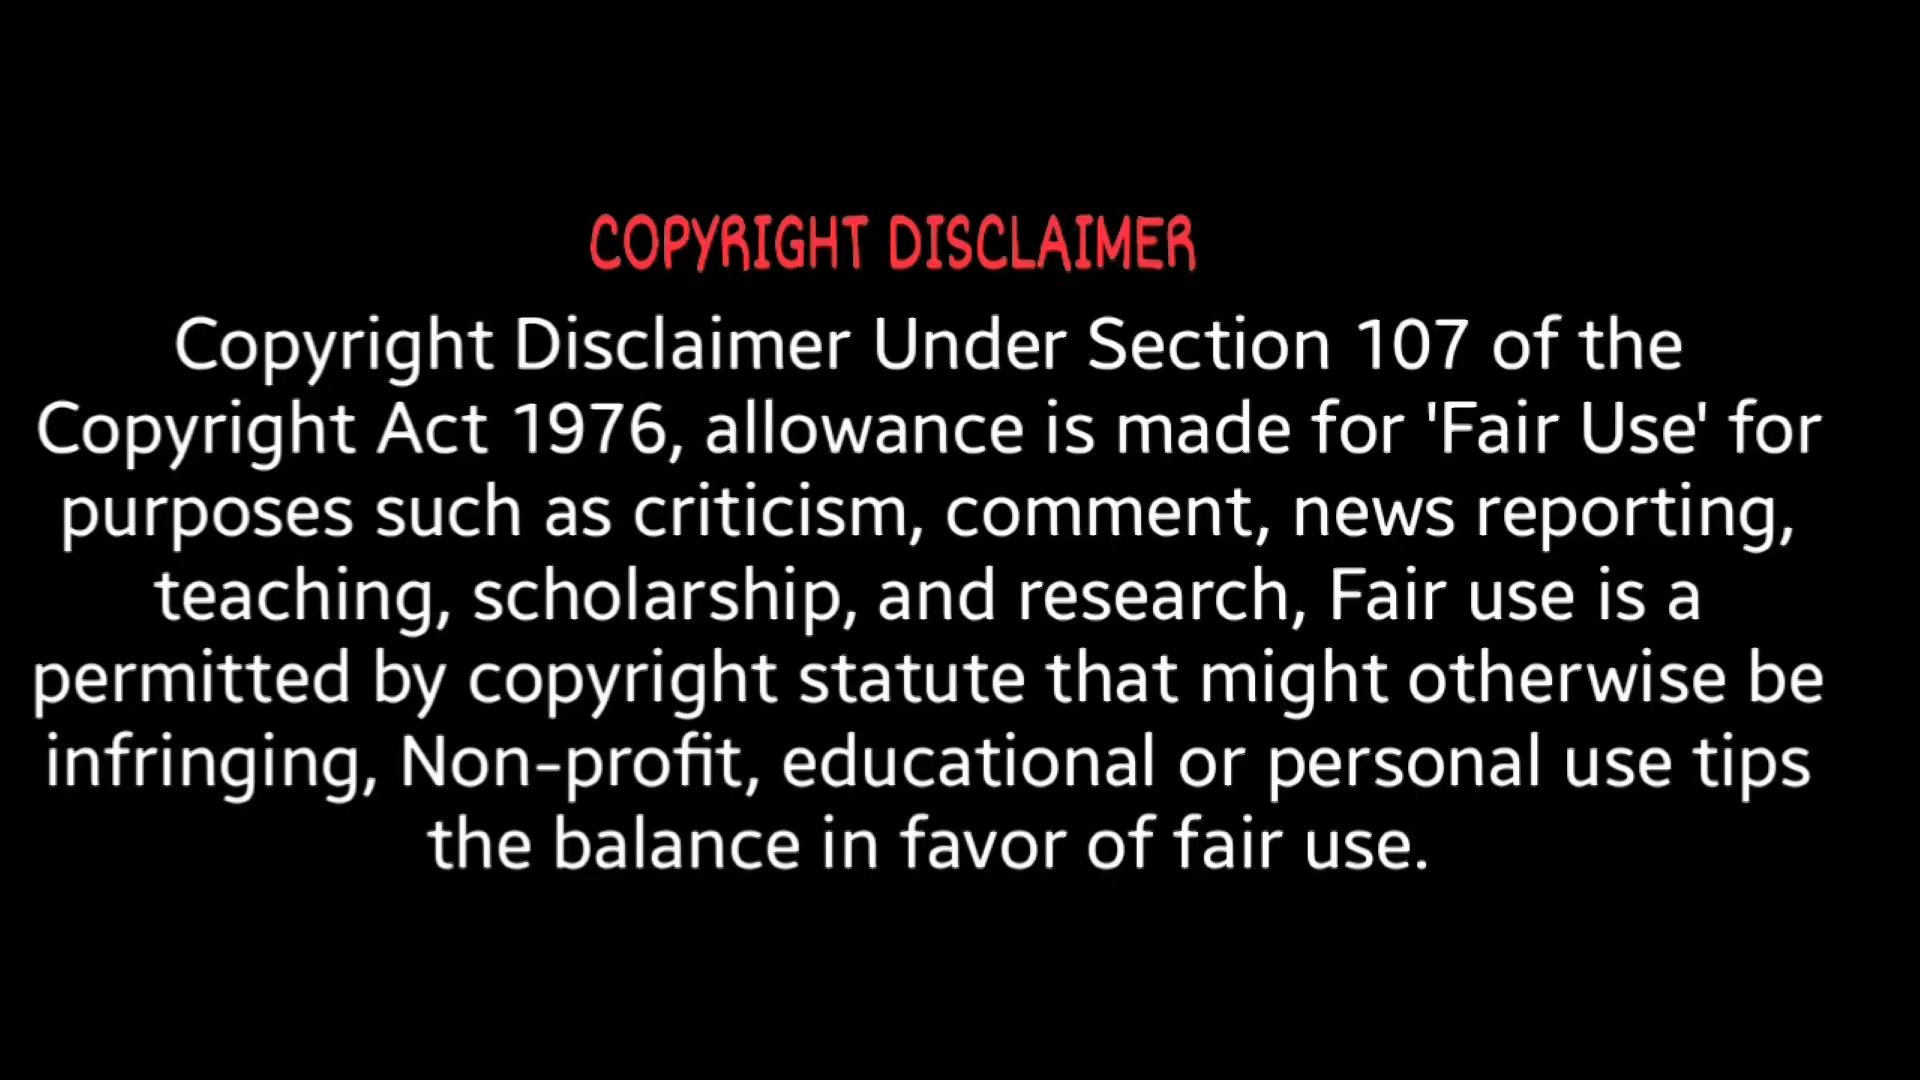 COPYRIGHT DISCLAIMER
Copyright Disclaimer Under Section 107 of the
Copyright Act 1976, allowance is made for 'Fair Use' for
purposes such as criticism, comment, news reporting,
teaching, scholarship, and research, Fair use is a
permitted by copyright statute that might otherwise be
infringing, Non-profit, educational or personal use tips
the balance in favor of fair use.